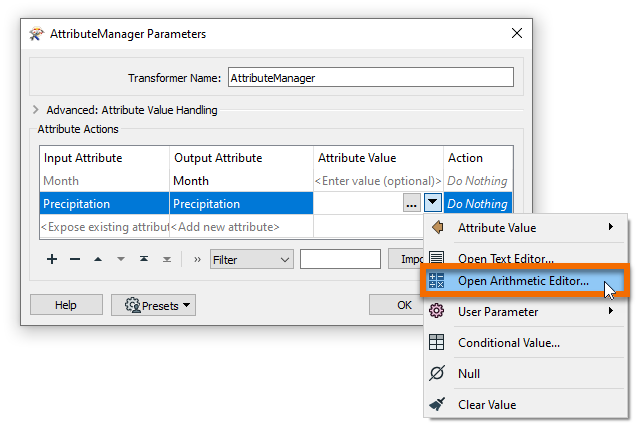 AttributeManager Parameters
Transformer Name: AttributeManager
Advanced: Attribute Value Handling
Attribute Actions
Input Attribute Output Attribute Attribute Value Action
Month Month <Enter value (optional)> Do Nothing
Precipitation Precipitation ... Do Nothing
<Expose existing attribut <Add new attribute>
Filter Impo
Help Presets OK
Attribute Value
Open Text Editor...
Open Arithmetic Editor...
User Parameter
Conditional Value...
Null
Clear Value